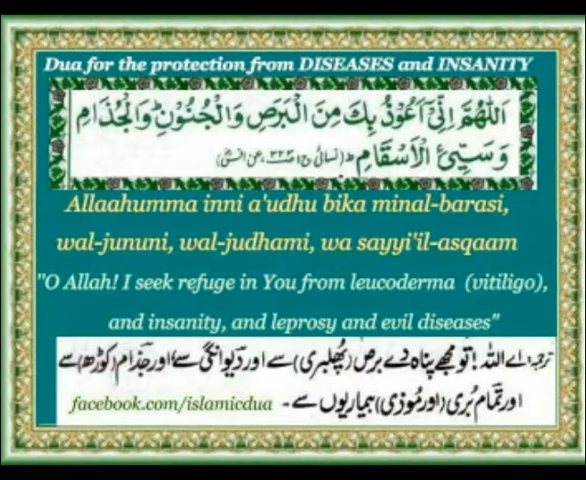 Dua for the protection from DISEASES and INSANITY
اَللّٰهُمَّ اِنِّیْۤ اَعُوْذُ بِكَ مِنَ الْبَرَصِ وَالْجُنُوْنِ وَالْجُذَامِ
وَسَیِّئِ الْاَسْقَامِ
Allaahumma inni a'udhu bika minal-barasi,
wal-jununi, wal-judhami, wa sayyi'il-asqaam
"O Allah! I seek refuge in You from leucoderma (vitiligo),
and insanity, and leprosy and evil diseases"
ترجمہ: اے اللہ! تو مجھے پناہ دے برص (پھلبری) سے اور دیوانگی سے اور جذام (کوڑھ) سے
اور تمام بُری (اور مُوذی) بیماریوں سے۔
facebook.com/islamicdua